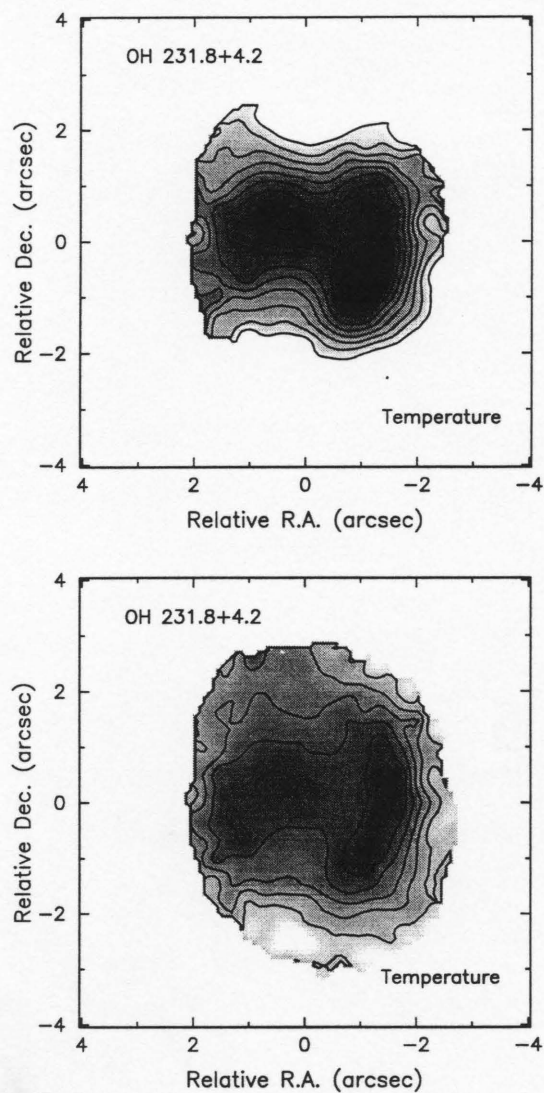 4
OH 231.8+4.2
2
0
−2
Temperature
−4
4 2 0 −2 −4
Relative R.A. (arcsec)
Relative Dec. (arcsec)
4
OH 231.8+4.2
2
0
−2
Temperature
−4
4 2 0 −2 −4
Relative R.A. (arcsec)
Relative Dec. (arcsec)